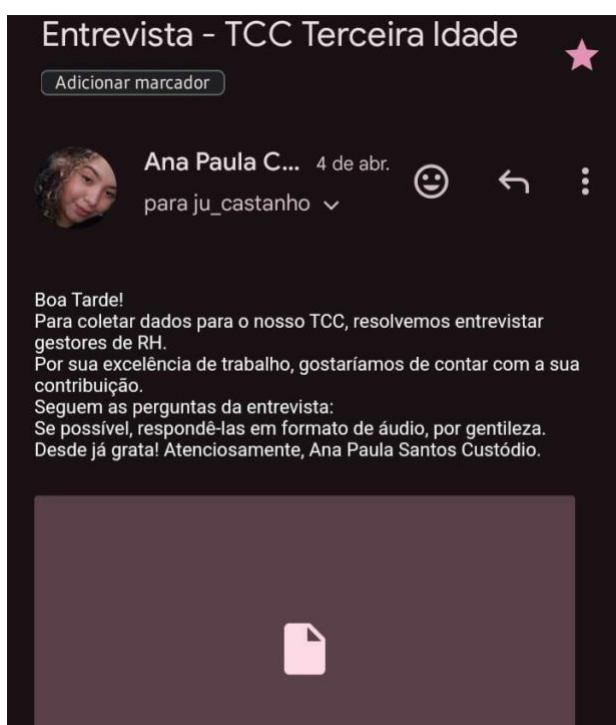 Entrevista - TCC Terceira Idade
Adicionar marcador
Ana Paula C... 4 de abr.
para ju_castanho
Boa Tarde!
Para coletar dados para o nosso TCC, resolvemos entrevistar
gestores de RH.
Por sua excelência de trabalho, gostaríamos de contar com a sua
contribuição.
Seguem as perguntas da entrevista:
Se possível, respondê-las em formato de áudio, por gentileza.
Desde já grata! Atenciosamente, Ana Paula Santos Custódio.